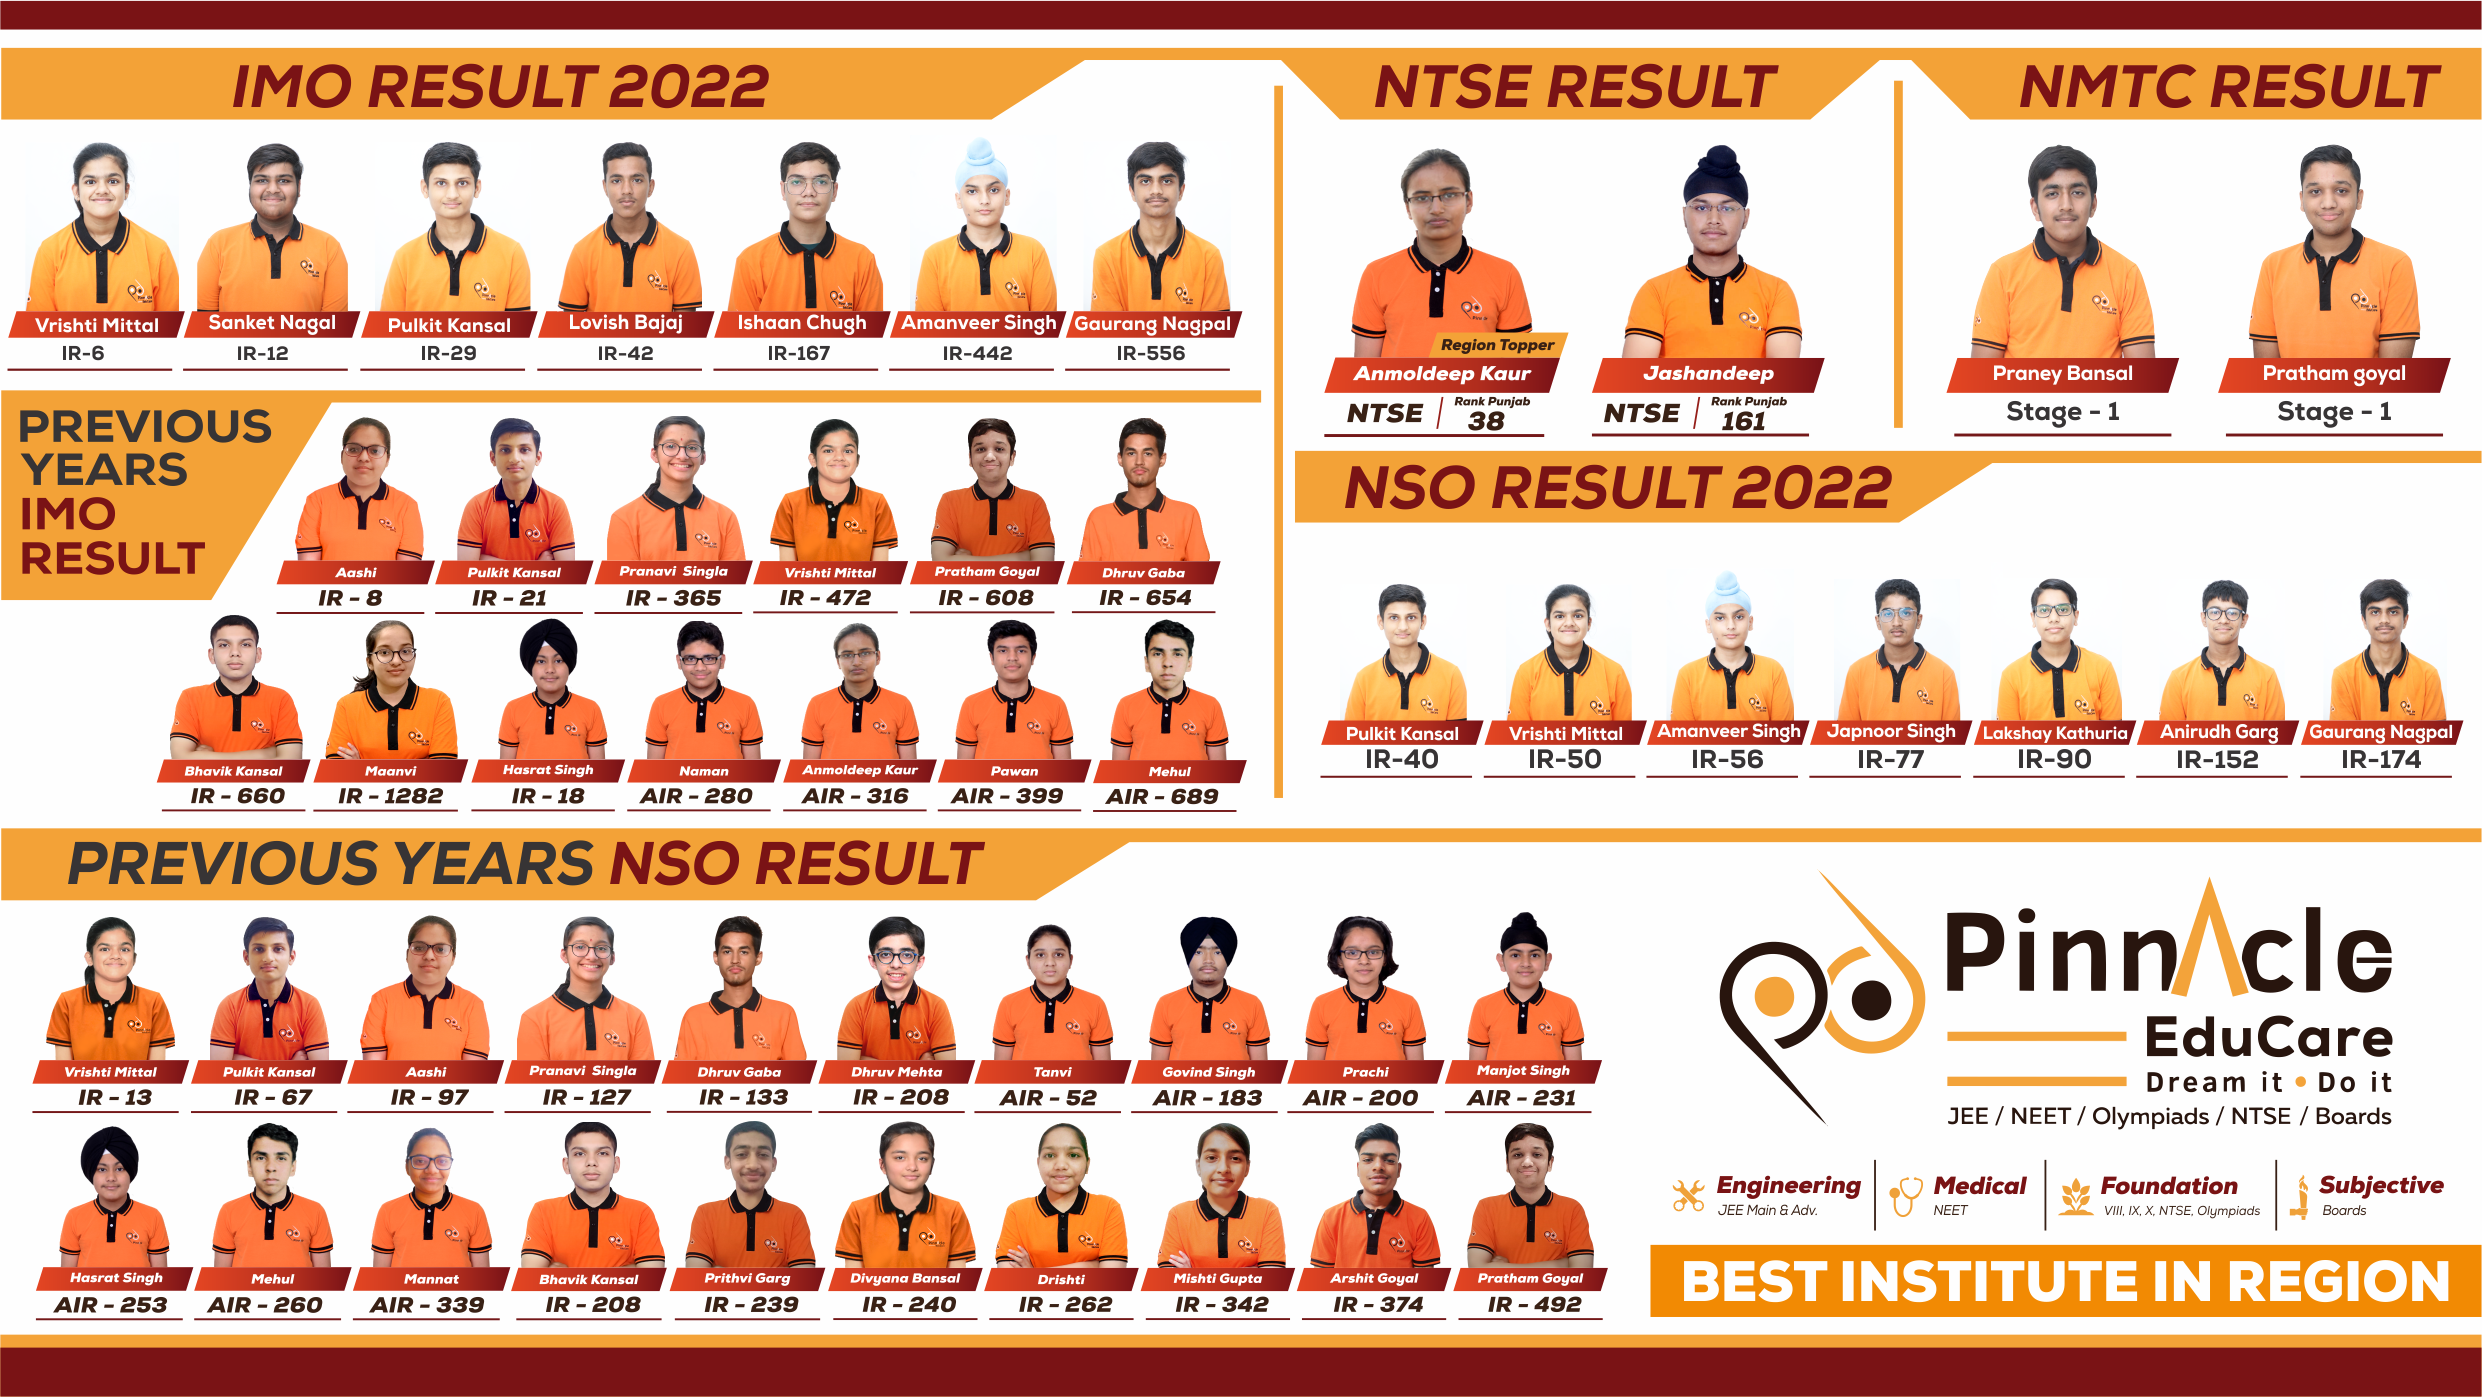 IMO RESULT 2022
Vrishti Mittal
IR-6
Sanket Nagal
IR-12
Pulkit Kansal
IR-29
Lovish Bajaj
IR-42
Ishaan Chugh
IR-167
Amanveer Singh
IR-442
Gaurang Nagpal
IR-556
NTSE RESULT
Region Topper
Anmoldeep Kaur
NTSE
Rank Punjab
38
Jashandeep
NTSE
Rank Punjab
161
NMTC RESULT
Praney Bansal
Stage - 1
Pratham goyal
Stage - 1
PREVIOUS
YEARS
IMO
RESULT
Aashi
IR - 8
Pulkit Kansal
IR - 21
Pranavi Singla
IR - 365
Vrishti Mittal
IR - 472
Pratham Goyal
IR - 608
Dhruv Gaba
IR - 654
Bhavik Kansal
IR - 660
Maanvi
IR - 1282
Hasrat Singh
IR - 18
Naman
AIR - 280
Anmoldeep Kaur
AIR - 316
Pawan
AIR - 399
Mehul
AIR - 689
NSO RESULT 2022
Pulkit Kansal
IR-40
Vrishti Mittal
IR-50
Amanveer Singh
IR-56
Japnoor Singh
IR-77
Lakshay Kathuria
IR-90
Anirudh Garg
IR-152
Gaurang Nagpal
IR-174
PREVIOUS YEARS NSO RESULT
Vrishti Mittal
IR - 13
Pulkit Kansal
IR - 67
Aashi
IR - 97
Pranavi Singla
IR - 127
Dhruv Gaba
IR - 133
Dhruv Mehta
IR - 208
Tanvi
AIR - 52
Govind Singh
AIR - 183
Prachi
AIR - 200
Manjot Singh
AIR - 231
Hasrat Singh
AIR - 253
Mehul
AIR - 260
Mannat
AIR - 339
Bhavik Kansal
IR - 208
Prithvi Garg
IR - 239
Divyana Bansal
IR - 240
Drishti
IR - 262
Mishti Gupta
IR - 342
Arshit Goyal
IR - 374
Pratham Goyal
IR - 492
Pinnacle
EduCare
Dream it • Do it
JEE / NEET / Olympiads / NTSE / Boards
Engineering
JEE Main & Adv.
Medical
NEET
Foundation
VIII, IX, X, NTSE, Olympiads
Subjective
Boards
BEST INSTITUTE IN REGION